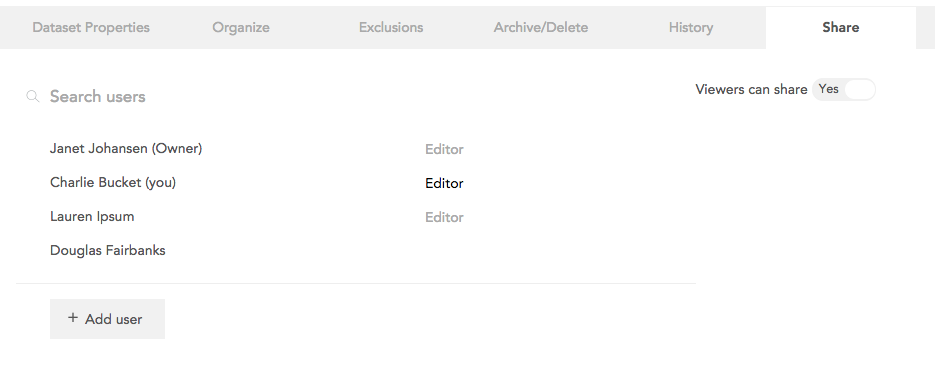 Dataset Properties Organize Exclusions Archive/Delete History Share
Search users
Viewers can share Yes
Janet Johansen (Owner) Editor
Charlie Bucket (you) Editor
Lauren Ipsum Editor
Douglas Fairbanks
+ Add user